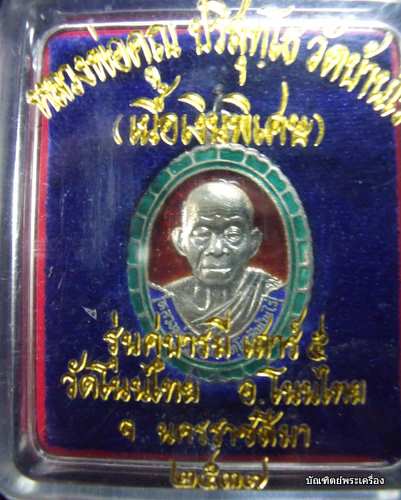 หลวงพ่อคูณ ปริสุทฺโธ วัดบ้านไร่
(เนื้อเงินพิเศษ)
รุ่นคูบารมี เสาร์ ๕
วัดโนนไทย อ.โนนไทย
จ นครราชสีมา
๒๕๓๗
บัณฑิตย์พระเครื่อง